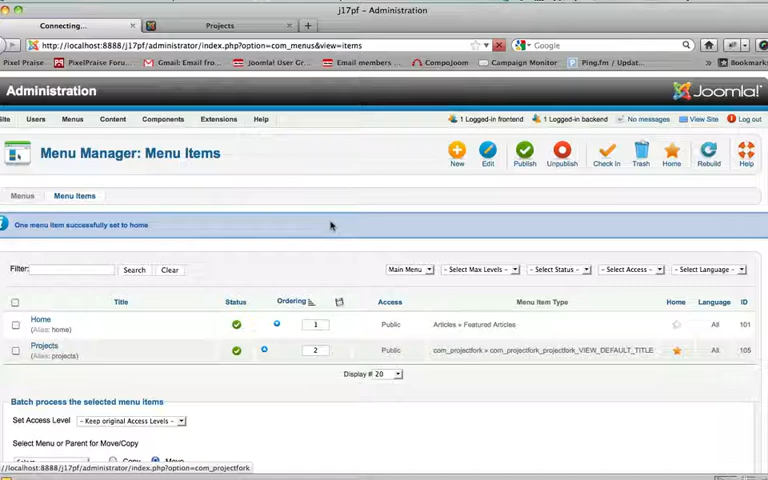 j17pf - Administration
Connecting... Projects
http://localhost:8888/j17pf/administrator/index.php?option=com_menus&view=items Google
Pixel Praise PixelPraise Foru... Gmail: Email fro... Joomla! User Gr... Email members ... CompoJoom Campaign Monitor Ping.fm / Updat... Bookmarks
Administration Joomla!
Site Users Menus Content Components Extensions Help 1 Logged-in frontend 1 Logged-in backend No messages View Site Log out
Menu Manager: Menu Items New Edit Publish Unpublish Check In Trash Home Rebuild Help
Menus Menu Items
One menu item successfully set to home
Filter: Search Clear Main Menu - Select Max Levels - - Select Status - - Select Access - - Select Language -
Title Status Ordering Access Menu Item Type Home Language ID
Home 1 Public Articles » Featured Articles All 101
(Alias: home)
Projects 2 Public com_projectfork » com_projectfork_projectfork_VIEW_DEFAULT_TITLE All 105
(Alias: projects)
Display # 20
Batch process the selected menu items
Set Access Level - Keep original Access Levels -
Select Menu or Parent for Move/Copy
Select Copy Move
//localhost:8888/j17pf/administrator/index.php?option=com_projectfork